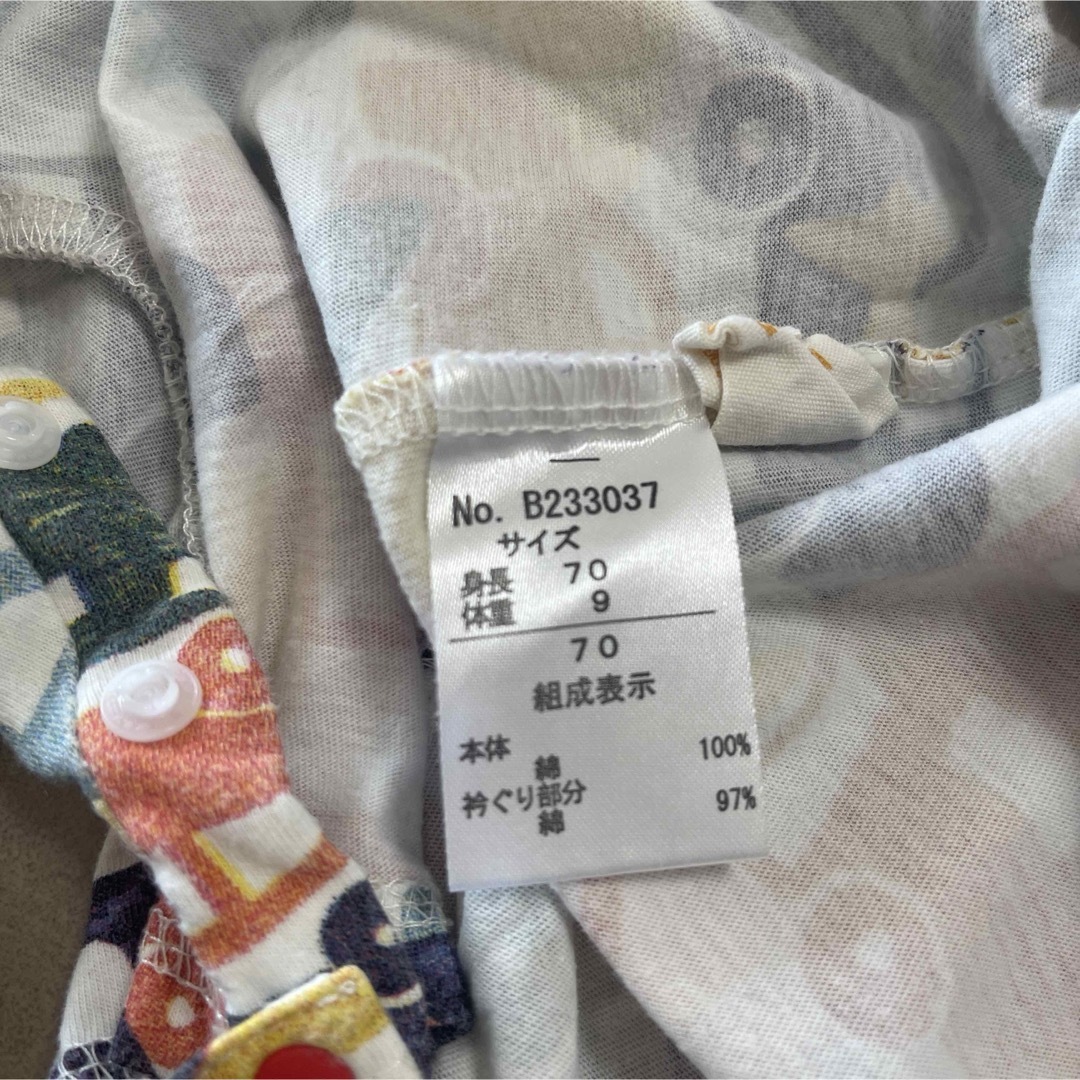 No. B233037
サイズ
身長 70
体重 9
70
組成表示
本体 100%
綿
衿ぐり部分 97%
綿